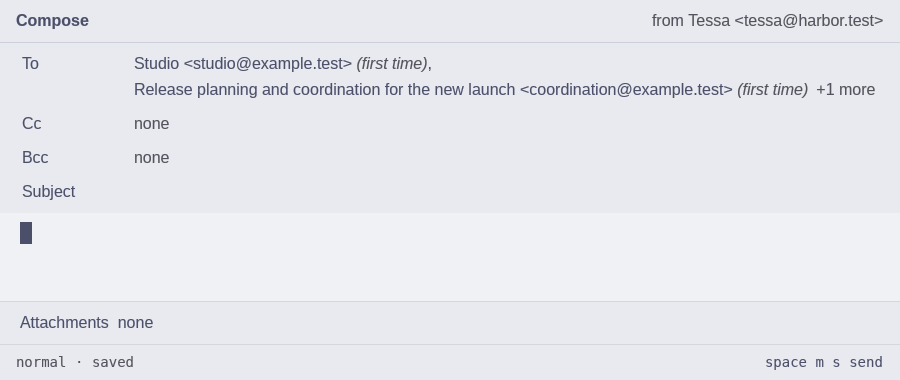 Compose from Tessa <tessa@harbor.test>
To Studio <studio@example.test> (first time),
Release planning and coordination for the new launch <coordination@example.test> (first time) +1 more
Cc none
Bcc none
Subject
Attachments none
normal · saved space m s send